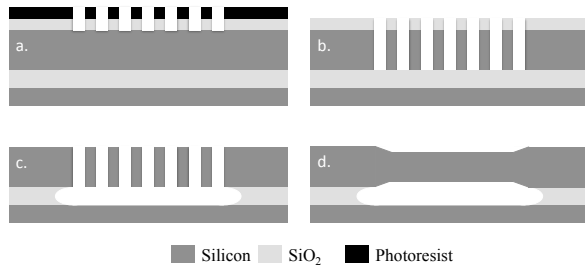 a.
b.
c.
d.
Silicon SiO₂ Photoresist